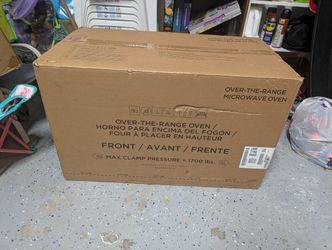 OVER-THE-RANGE
MICROWAVE OVEN
OVER-THE-RANGE OVEN /
HORNO PARA ENCIMA DEL FOGÓN /
FOUR À PLACER EN HAUTEUR
FRONT / AVANT / FRENTE
MAX CLAMP PRESSURE = 1700 lbs.